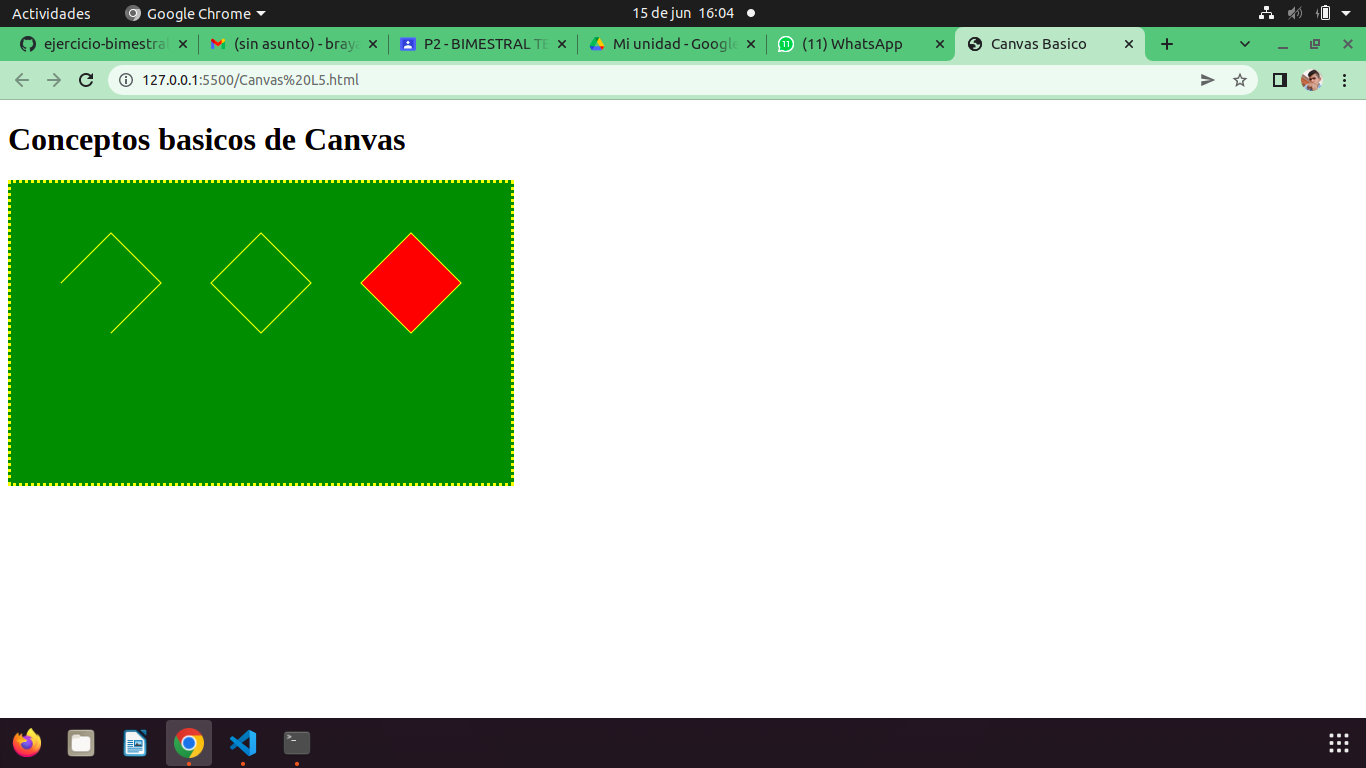 Actividades Google Chrome 15 de jun 16:04
ejercicio-bimestral (sin asunto) - braya P2 - BIMESTRAL TE Mi unidad - Google (11) WhatsApp Canvas Basico
127.0.0.1:5500/Canvas%20L5.html
Conceptos basicos de Canvas